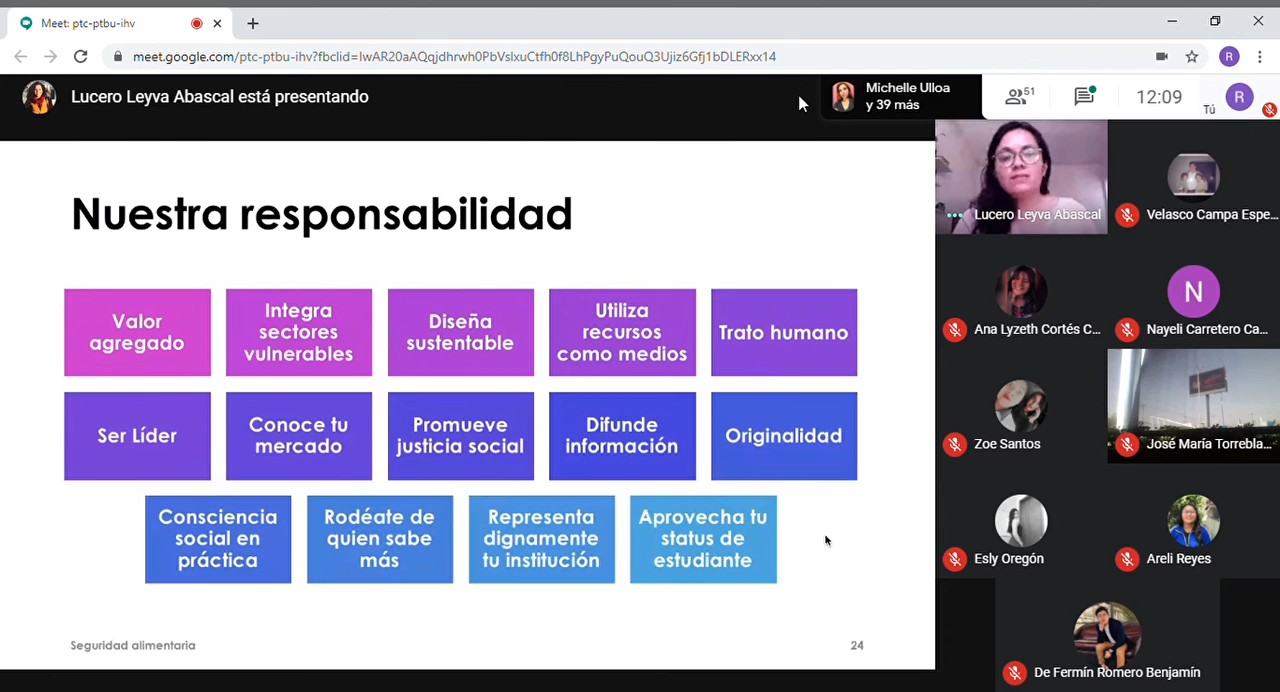 Meet: ptc-ptbu-ihv
meet.google.com/ptc-ptbu-ihv?fbclid=IwAR20aAQqjdhrwh0PbVslxuCtfh0f8LhPgyPuQouQ3Ujiz6Gfj1bDLERxx14
R
Lucero Leyva Abascal está presentando
Michelle Ulloa
y 39 más
51
12:09
Tú
R
Nuestra responsabilidad
Valor
agregado
Integra
sectores
vulnerables
Diseña
sustentable
Utiliza
recursos
como medios
Trato humano
Ser Líder
Conoce tu
mercado
Promueve
justicia social
Difunde
información
Originalidad
Consciencia
social en
práctica
Rodéate de
quien sabe
más
Representa
dignamente
tu institución
Aprovecha tu
status de
estudiante
Seguridad alimentaria
24
Lucero Leyva Abascal
Velasco Campa Espe...
Ana Lyzeth Cortés C...
N
Nayeli Carretero Ca...
Zoe Santos
José María Torrebla...
Esly Oregón
Areli Reyes
De Fermín Romero Benjamín